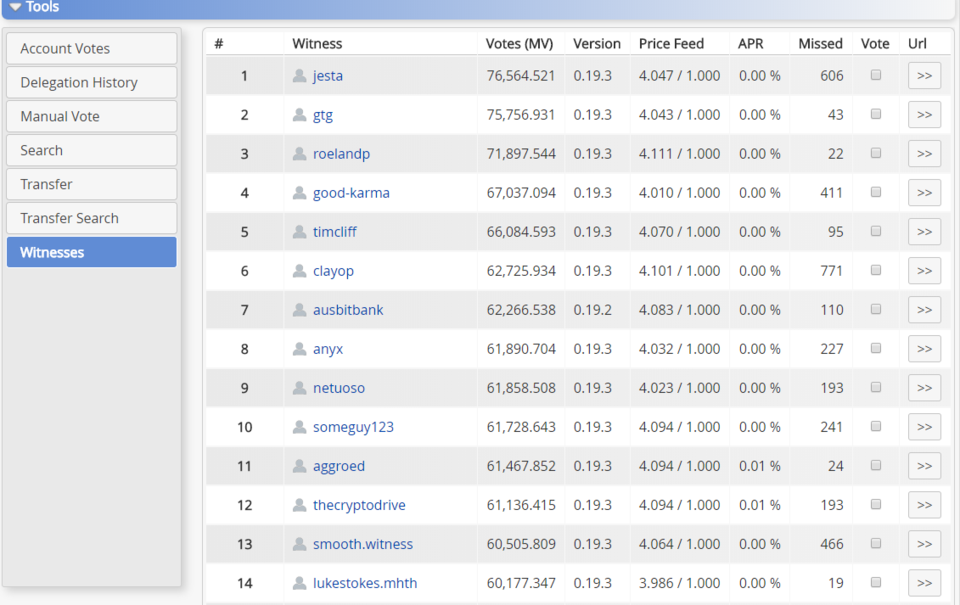 Tools
Account Votes
Delegation History
Manual Vote
Search
Transfer
Transfer Search
Witnesses
# Witness Votes (MV) Version Price Feed APR Missed Vote Url
1 jesta 76,564.521 0.19.3 4.047 / 1.000 0.00 % 606 >>
2 gtg 75,756.931 0.19.3 4.043 / 1.000 0.00 % 43 >>
3 roelandp 71,897.544 0.19.3 4.111 / 1.000 0.00 % 22 >>
4 good-karma 67,037.094 0.19.3 4.010 / 1.000 0.00 % 411 >>
5 timcliff 66,084.593 0.19.3 4.070 / 1.000 0.00 % 95 >>
6 clayop 62,725.934 0.19.3 4.101 / 1.000 0.00 % 771 >>
7 ausbitbank 62,266.538 0.19.2 4.083 / 1.000 0.00 % 110 >>
8 anyx 61,890.704 0.19.3 4.032 / 1.000 0.00 % 227 >>
9 netuoso 61,858.508 0.19.3 4.023 / 1.000 0.00 % 193 >>
10 someguy123 61,728.643 0.19.3 4.094 / 1.000 0.00 % 241 >>
11 aggroed 61,467.852 0.19.3 4.094 / 1.000 0.01 % 24 >>
12 thecryptodrive 61,136.415 0.19.3 4.094 / 1.000 0.01 % 193 >>
13 smooth.witness 60,505.809 0.19.3 4.064 / 1.000 0.00 % 466 >>
14 lukestokes.mhth 60,177.347 0.19.3 3.986 / 1.000 0.00 % 19 >>